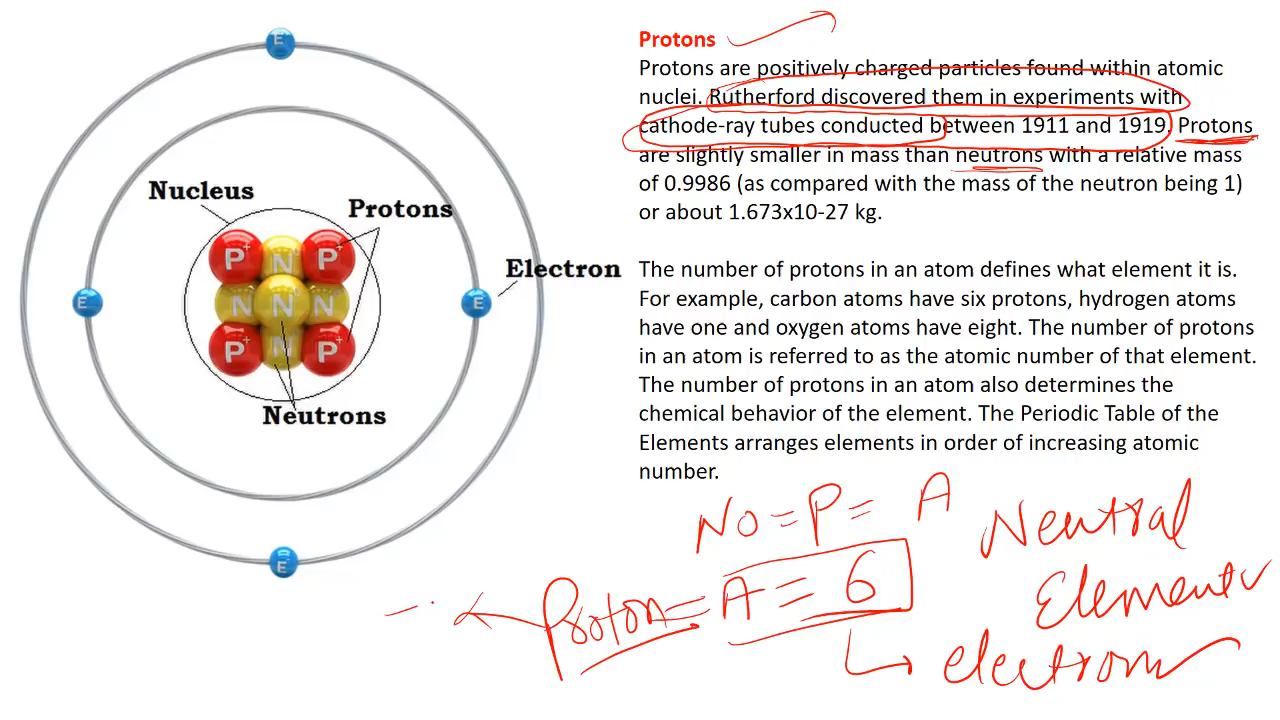 E
Nucleus
Protons
P+ N P+
Electron
E N N+ N E
P+ N P+
Neutrons
E
Protons
Protons are positively charged particles found within atomic
nuclei. Rutherford discovered them in experiments with
cathode-ray tubes conducted between 1911 and 1919. Protons
are slightly smaller in mass than neutrons with a relative mass
of 0.9986 (as compared with the mass of the neutron being 1)
or about 1.673x10-27 kg.
The number of protons in an atom defines what element it is.
For example, carbon atoms have six protons, hydrogen atoms
have one and oxygen atoms have eight. The number of protons
in an atom is referred to as the atomic number of that element.
The number of protons in an atom also determines the
chemical behavior of the element. The Periodic Table of the
Elements arranges elements in order of increasing atomic
number.
No = P = A
Neutral
Proton = A = 6
Element
electron